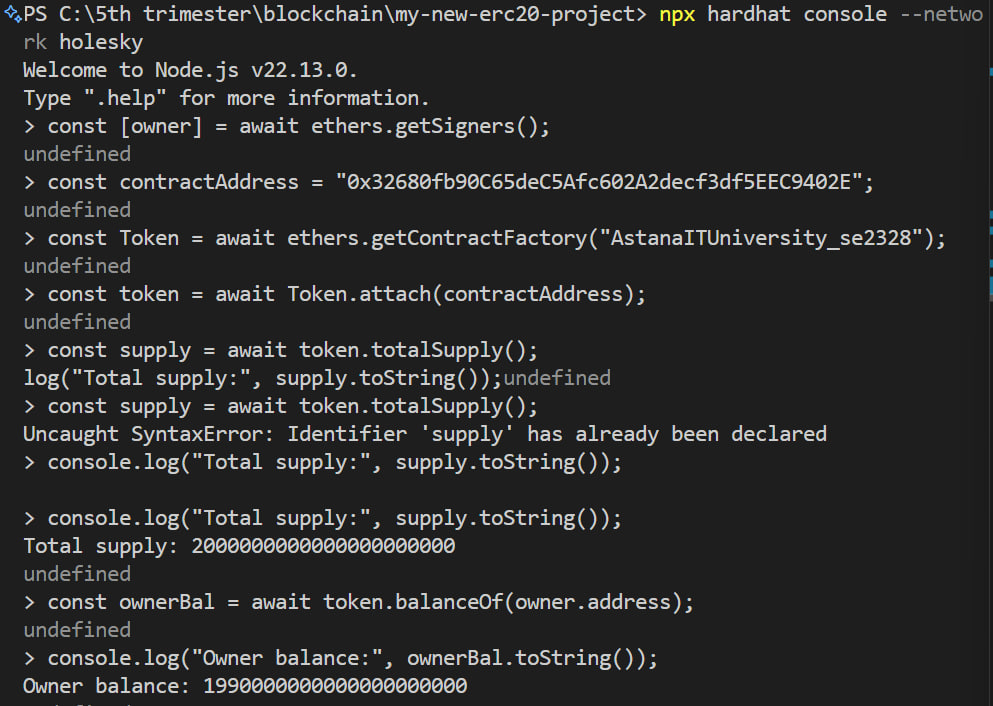 PS C:\5th trimester\blockchain\my-new-erc20-project> npx hardhat console --netwo
rk holesky
Welcome to Node.js v22.13.0.
Type ".help" for more information.
> const [owner] = await ethers.getSigners();
undefined
> const contractAddress = "0x32680fb90C65deC5Afc602A2decf3df5EEC9402E";
undefined
> const Token = await ethers.getContractFactory("AstanaITUniversity_se2328");
undefined
> const token = await Token.attach(contractAddress);
undefined
> const supply = await token.totalSupply();
log("Total supply:", supply.toString());undefined
> const supply = await token.totalSupply();
Uncaught SyntaxError: Identifier 'supply' has already been declared
> console.log("Total supply:", supply.toString());
> console.log("Total supply:", supply.toString());
Total supply: 2000000000000000000000
undefined
> const ownerBal = await token.balanceOf(owner.address);
undefined
> console.log("Owner balance:", ownerBal.toString());
Owner balance: 1990000000000000000000